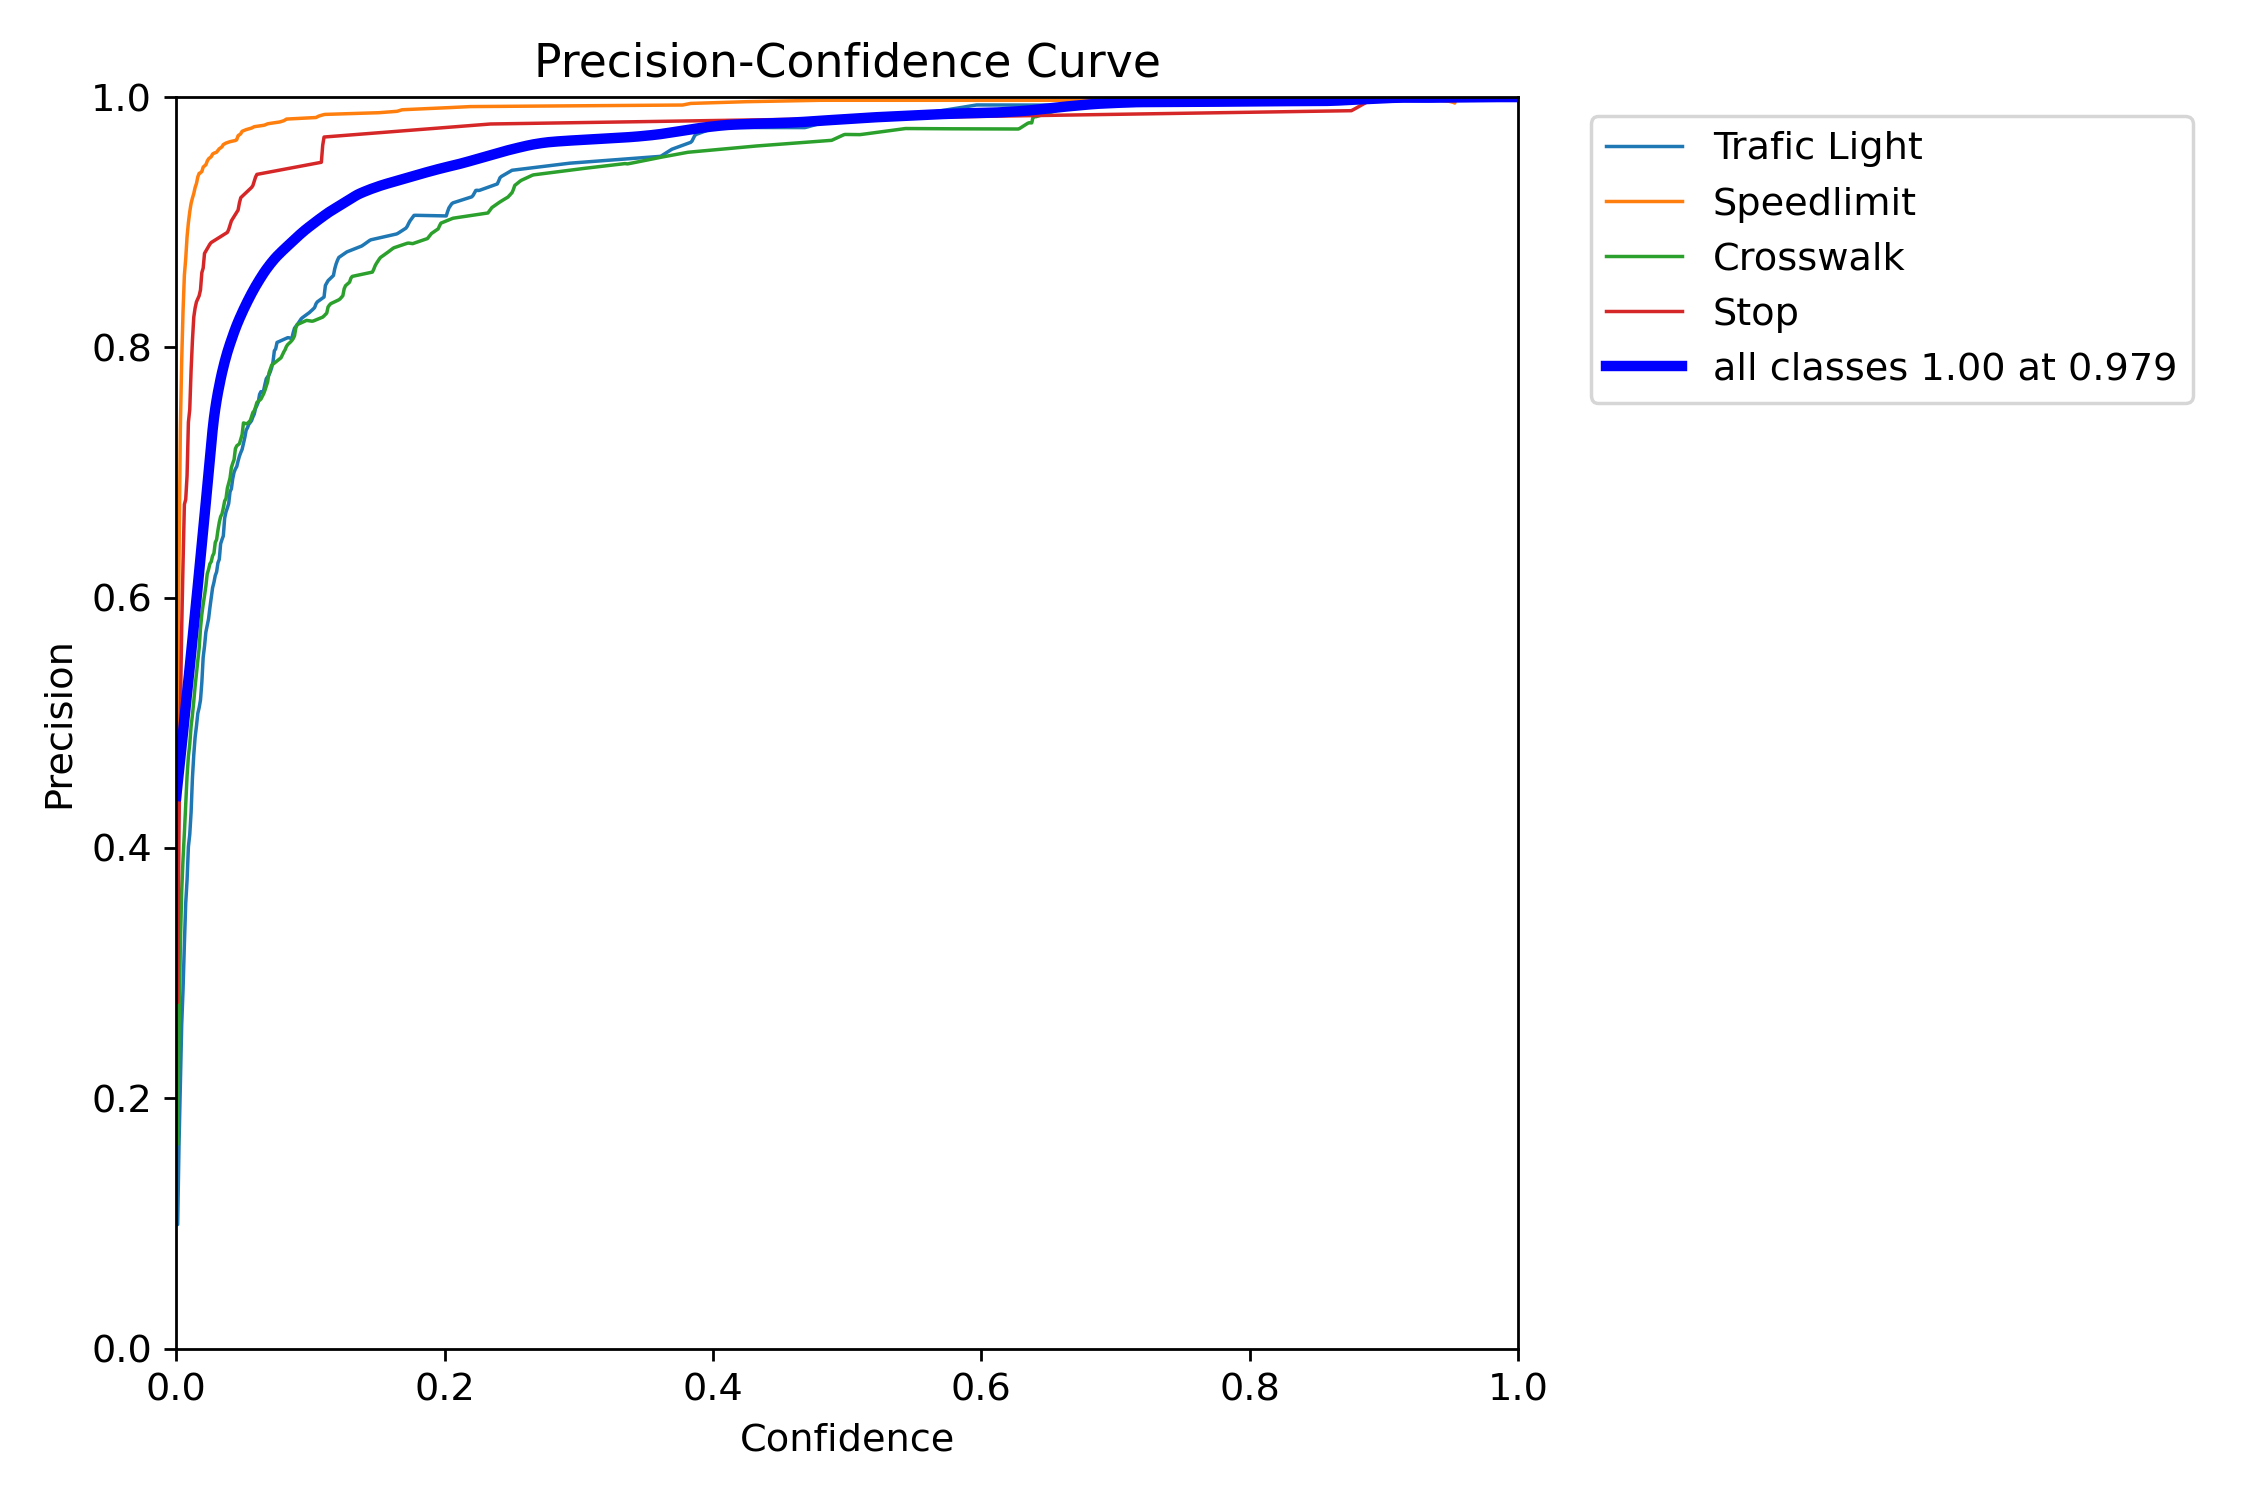 Precision-Confidence Curve
1.0
0.8
0.6
0.4
0.2
0.0
Precision
0.0 0.2 0.4 0.6 0.8 1.0
Confidence
Trafic Light
Speedlimit
Crosswalk
Stop
all classes 1.00 at 0.979